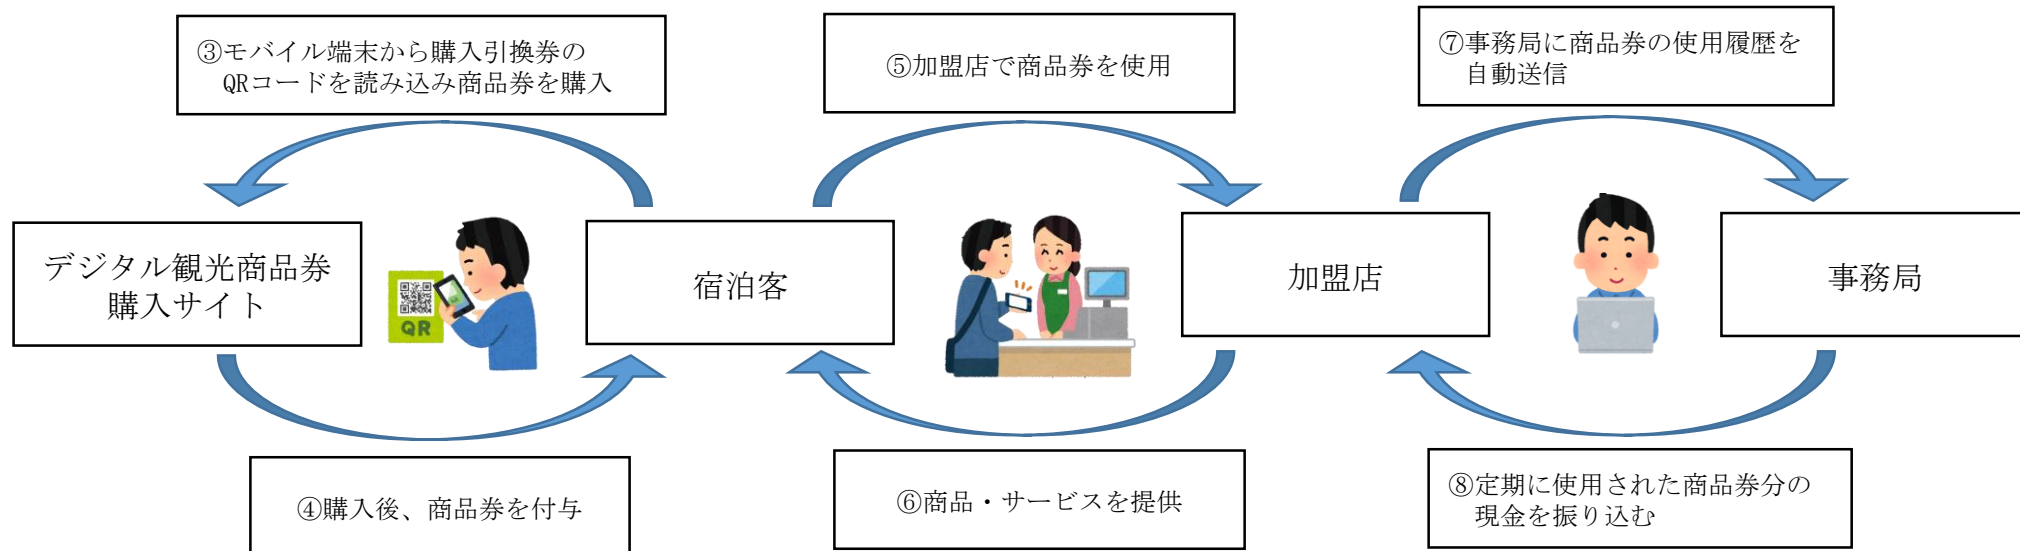 ③モバイル端末から購入引換券の
QRコードを読み込み商品券を購入
⑤加盟店で商品券を使用
⑦事務局に商品券の使用履歴を
自動送信
デジタル観光商品券
購入サイト
QR
宿泊客
加盟店
事務局
④購入後、商品券を付与
⑥商品・サービスを提供
⑧定期に使用された商品券分の
現金を振り込む